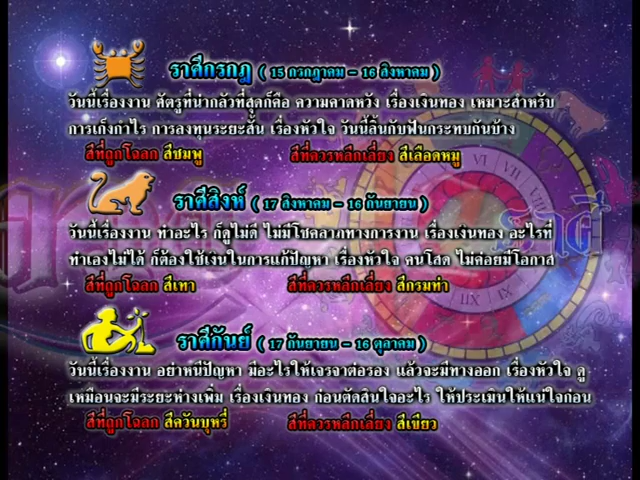 ราศีกรกฎ ( 15 กรกฎาคม - 16 สิงหาคม )
วันนี้เรื่องงาน ศัตรูที่น่ากลัวที่สุดก็คือ ความคาดหวัง เรื่องเงินทอง เหมาะสำหรับ
การเก็งกำไร การลงทุนระยะสั้น เรื่องหัวใจ วันนี้ลิ้นกับฟันกระทบกันบ้าง
สีที่ถูกโฉลก สีชมพู สีที่ควรหลีกเลี่ยง สีเลือดหมู
ราศีสิงห์ ( 17 สิงหาคม - 16 กันยายน )
วันนี้เรื่องงาน ทำอะไร ก็ดูไม่ดี ไม่มีโชคลาภทางการงาน เรื่องเงินทอง อะไรที่
ทำเองไม่ได้ ก็ต้องใช้เงินในการแก้ปัญหา เรื่องหัวใจ คนโสด ไม่ค่อยมีโอกาส
สีที่ถูกโฉลก สีเทา สีที่ควรหลีกเลี่ยง สีกรมท่า
ราศีกันย์ ( 17 กันยายน - 16 ตุลาคม )
วันนี้เรื่องงาน อย่าหนีปัญหา มีอะไรให้เจรจาต่อรอง แล้วจะมีทางออก เรื่องหัวใจ ดู
เหมือนจะมีระยะห่างเพิ่ม เรื่องเงินทอง ก่อนตัดสินใจอะไร ให้ประเมินให้แน่ใจก่อน
สีที่ถูกโฉลก สีควันบุหรี่ สีที่ควรหลีกเลี่ยง สีเขียว